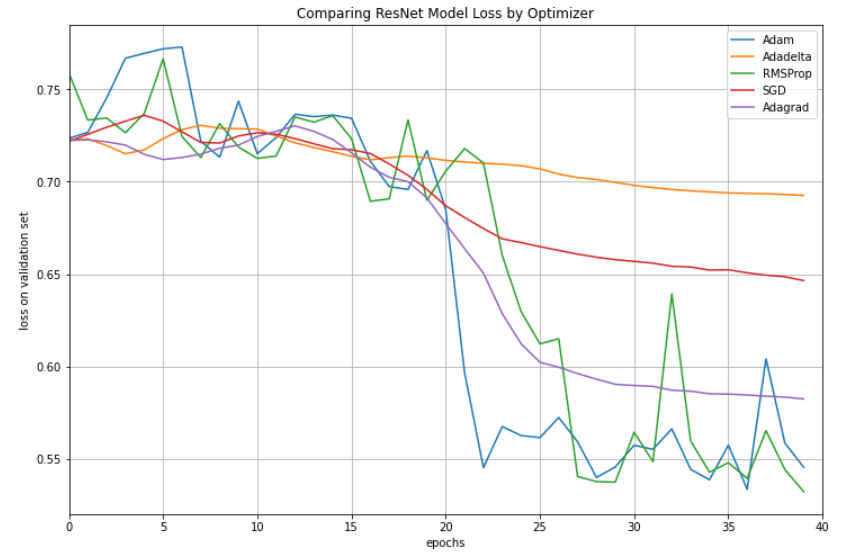 Comparing ResNet Model Loss by Optimizer
Adam
Adadelta
RMSProp
SGD
Adagrad
loss on validation set
0.75
0.70
0.65
0.60
0.55
0 5 10 15 20 25 30 35 40
epochs